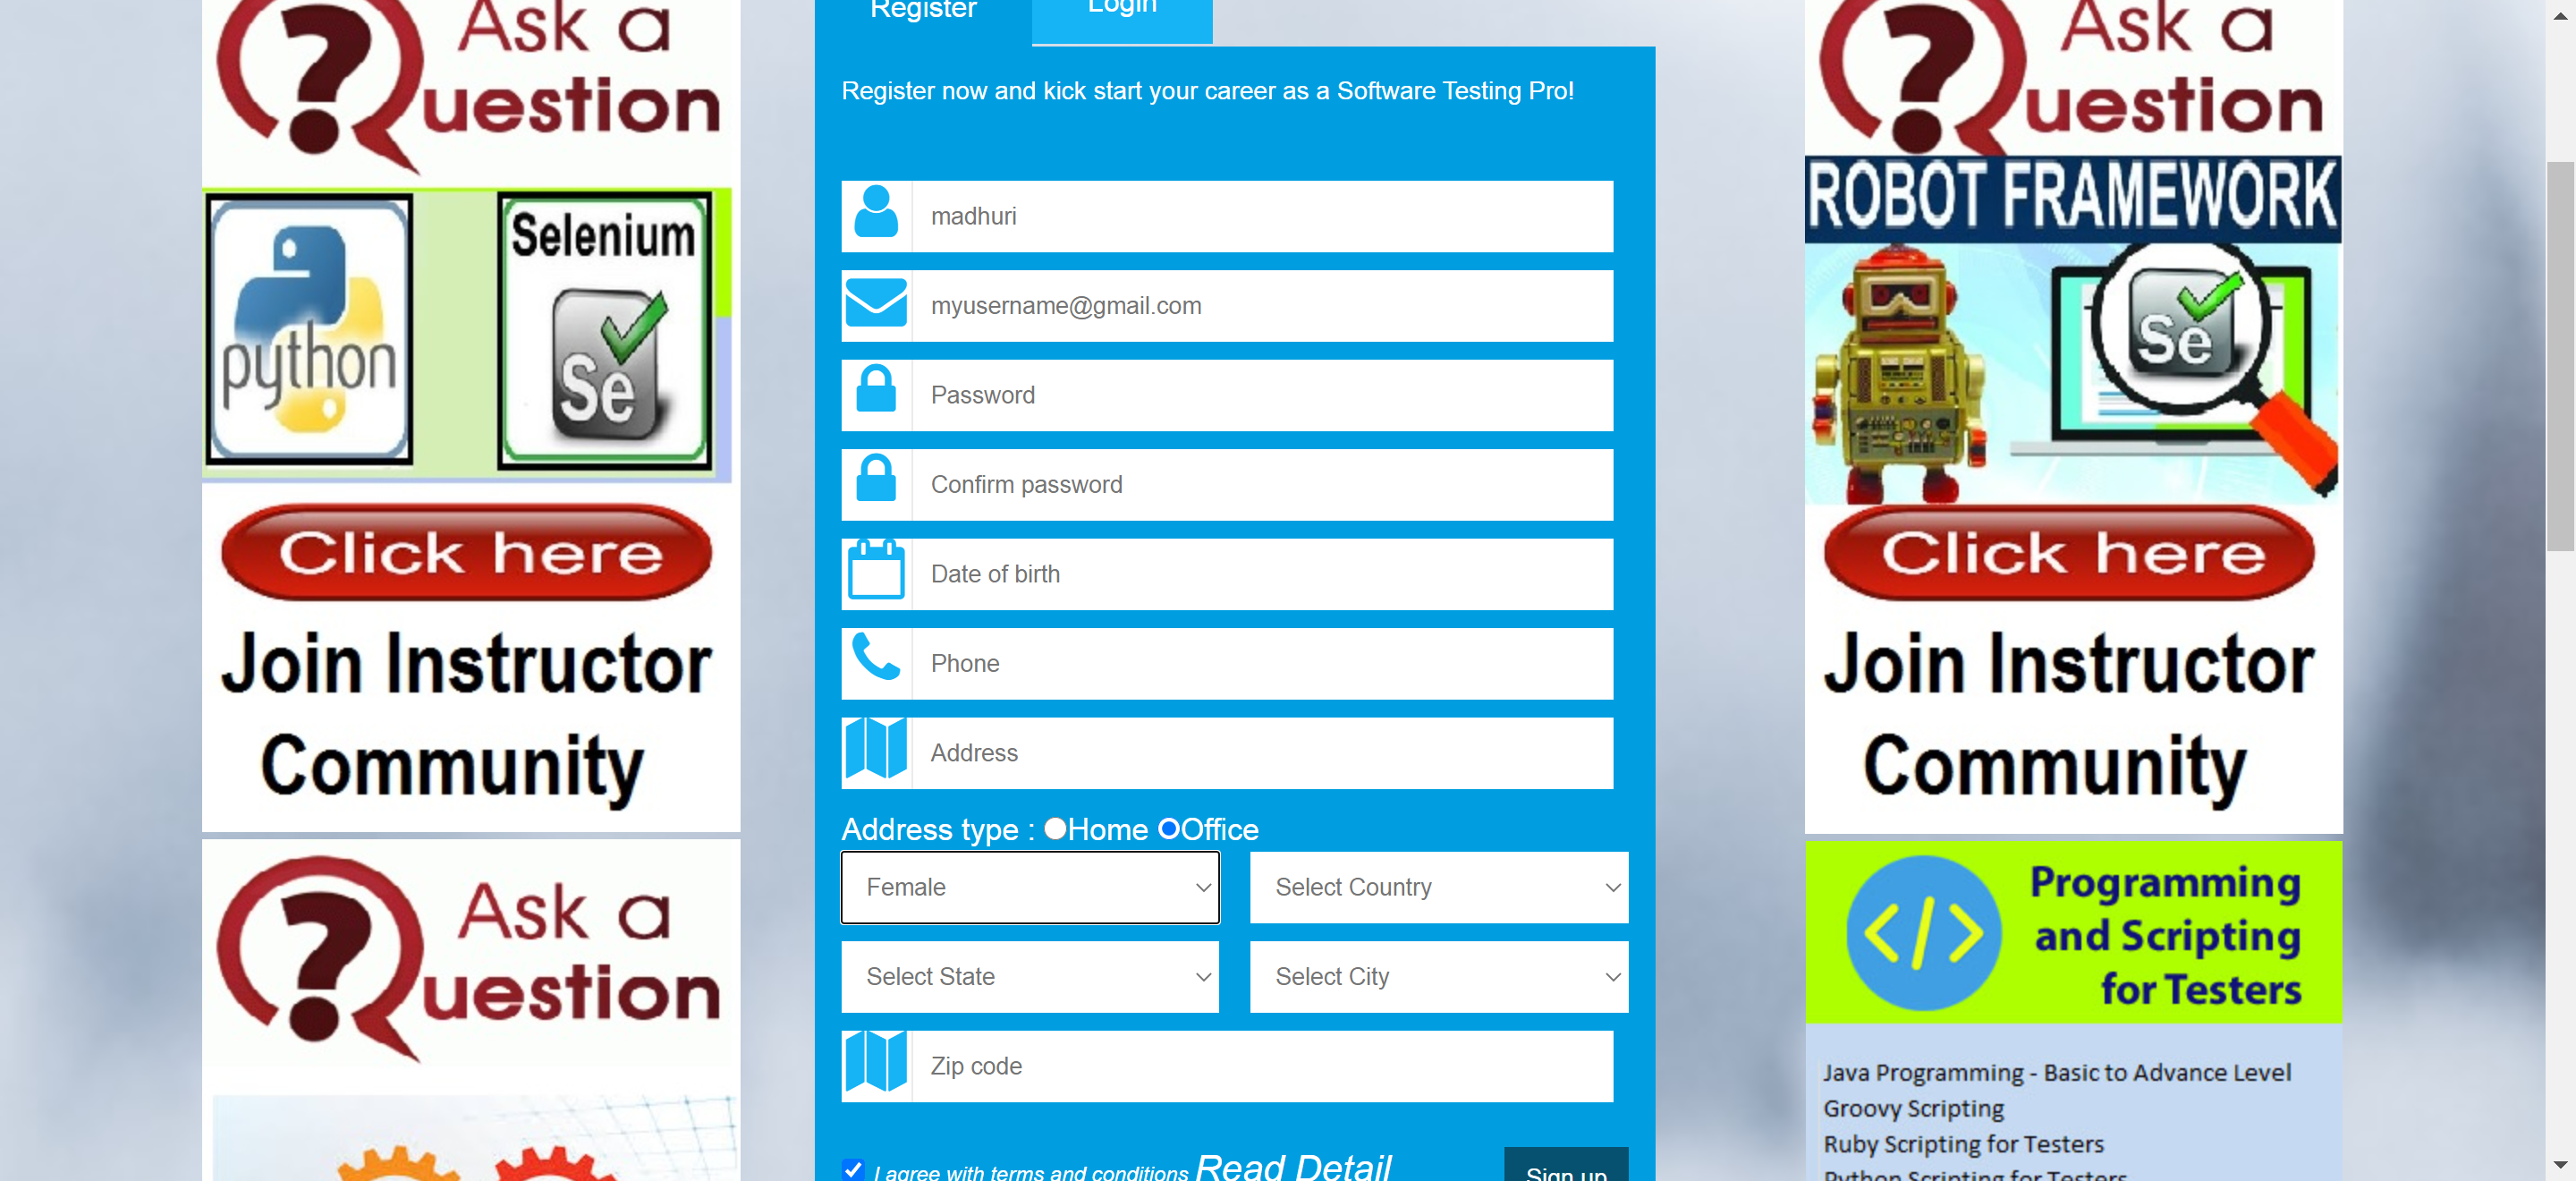 Ask a
Question
python
Selenium
Se
Click here
Join Instructor
Community
Ask a
Question
Register
Login
Register now and kick start your career as a Software Testing Pro!
madhuri
myusername@gmail.com
Password
Confirm password
Date of birth
Phone
Address
Address type : Home Office
Female
Select Country
Select State
Select City
Zip code
I agree with terms and conditions Read Detail
Sign up
Ask a
Question
ROBOT FRAMEWORK
Se
Click here
Join Instructor
Community
</>
Programming
and Scripting
for Testers
Java Programming - Basic to Advance Level
Groovy Scripting
Ruby Scripting for Testers
Python Scripting for Testers